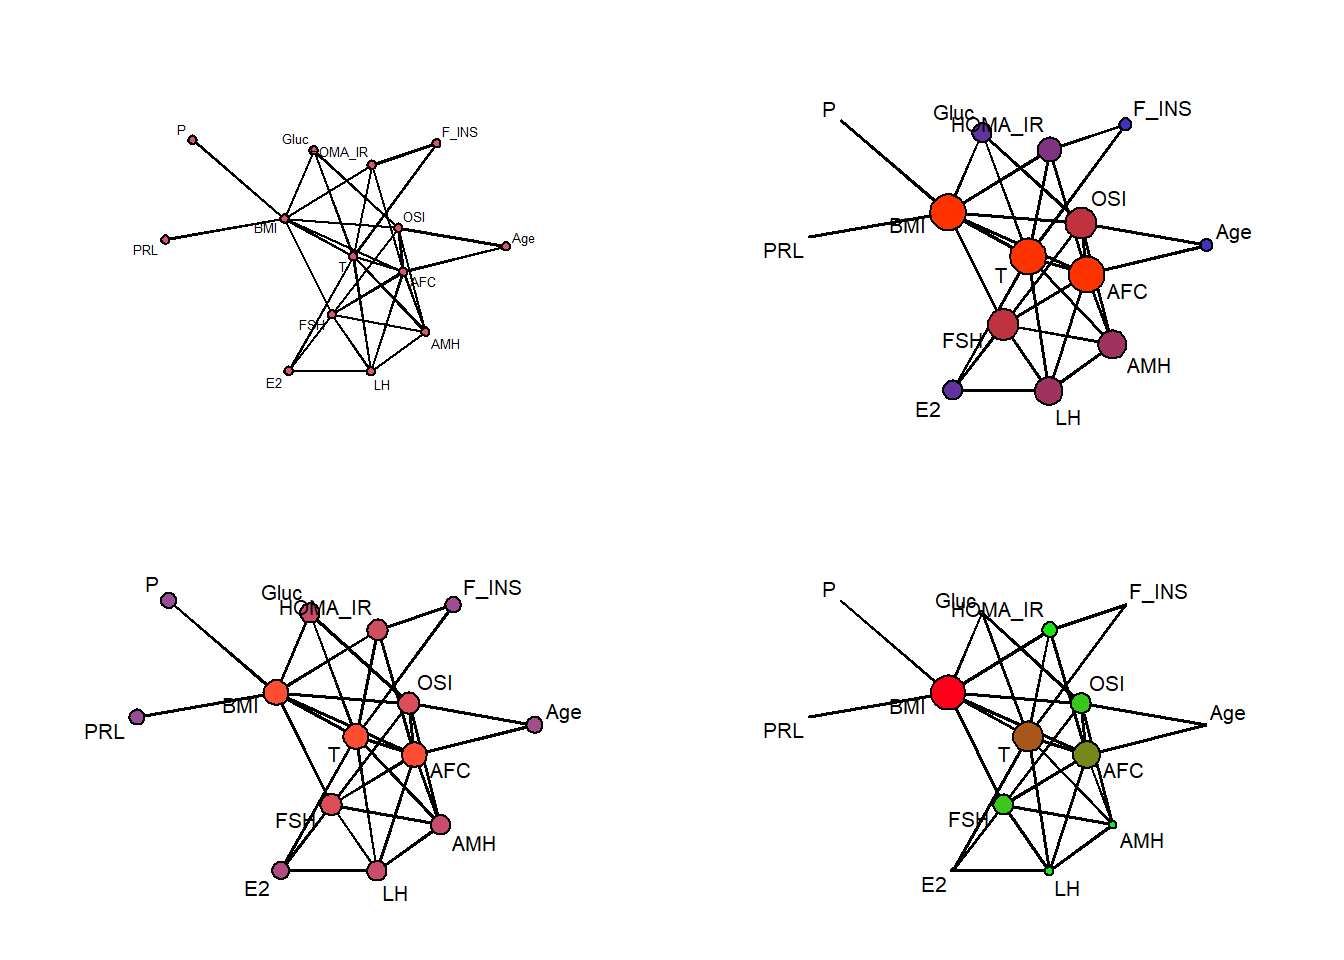 P
Gluc
HOMA_IR
F_INS
OSI
BMI
PRL
Age
T
AFC
FSH
AMH
E2
LH
P
Gluc
HOMA_IR
F_INS
OSI
BMI
PRL
Age
T
AFC
FSH
AMH
E2
LH
P
Gluc
HOMA_IR
F_INS
OSI
BMI
PRL
Age
T
AFC
FSH
AMH
E2
LH
P
Gluc
HOMA_IR
F_INS
OSI
BMI
PRL
Age
T
AFC
FSH
AMH
E2
LH